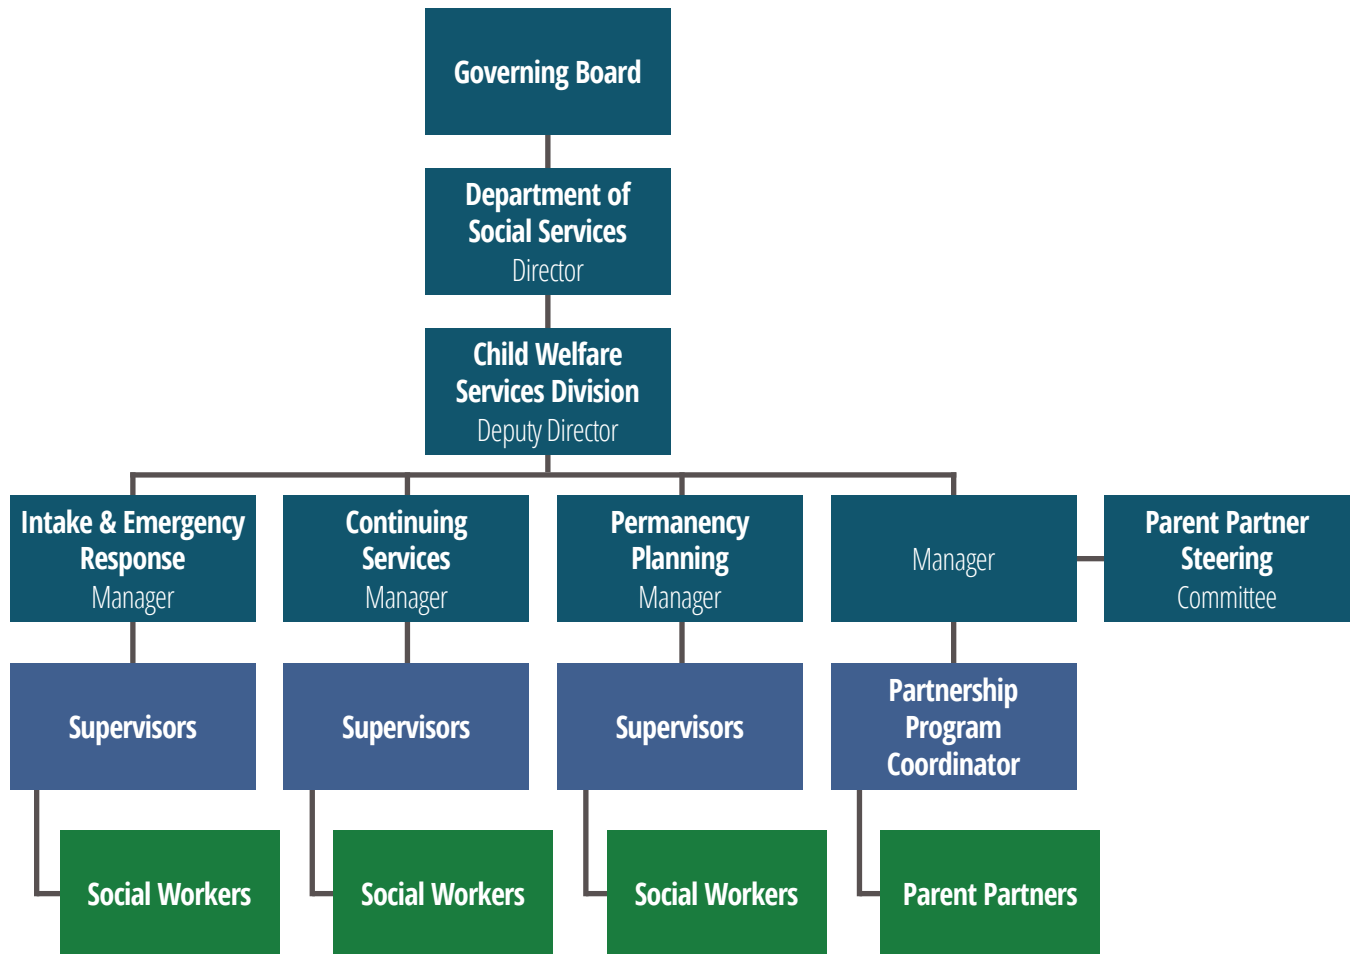 Governing Board
Department of
Social Services
Director
Child Welfare
Services Division
Deputy Director
Intake & Emergency
Response
Manager
Continuing
Services
Manager
Permanency
Planning
Manager
Manager
Parent Partner
Steering
Committee
Supervisors
Supervisors
Supervisors
Partnership
Program
Coordinator
Social Workers
Social Workers
Social Workers
Parent Partners